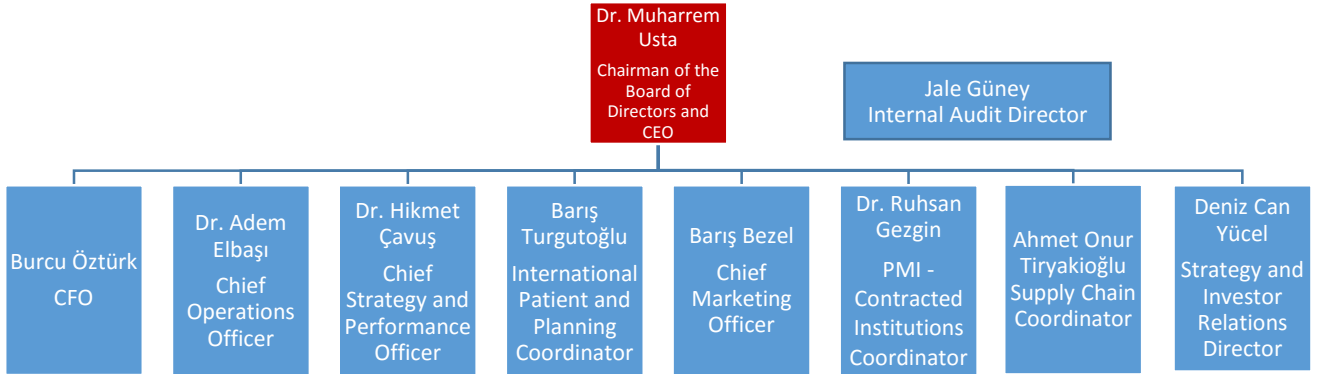 Dr. Muharrem
Usta
Chairman of the
Board of
Directors and
CEO
Jale Güney
Internal Audit Director
Burcu Öztürk
CFO
Dr. Adem
Elbaşı
Chief
Operations
Officer
Dr. Hikmet
Çavuş
Chief
Strategy and
Performance
Officer
Barış
Turgutoğlu
International
Patient and
Planning
Coordinator
Barış Bezel
Chief
Marketing
Officer
Dr. Ruhsan
Gezgin
PMI -
Contracted
Institutions
Coordinator
Ahmet Onur
Tiryakioğlu
Supply Chain
Coordinator
Deniz Can
Yücel
Strategy and
Investor
Relations
Director